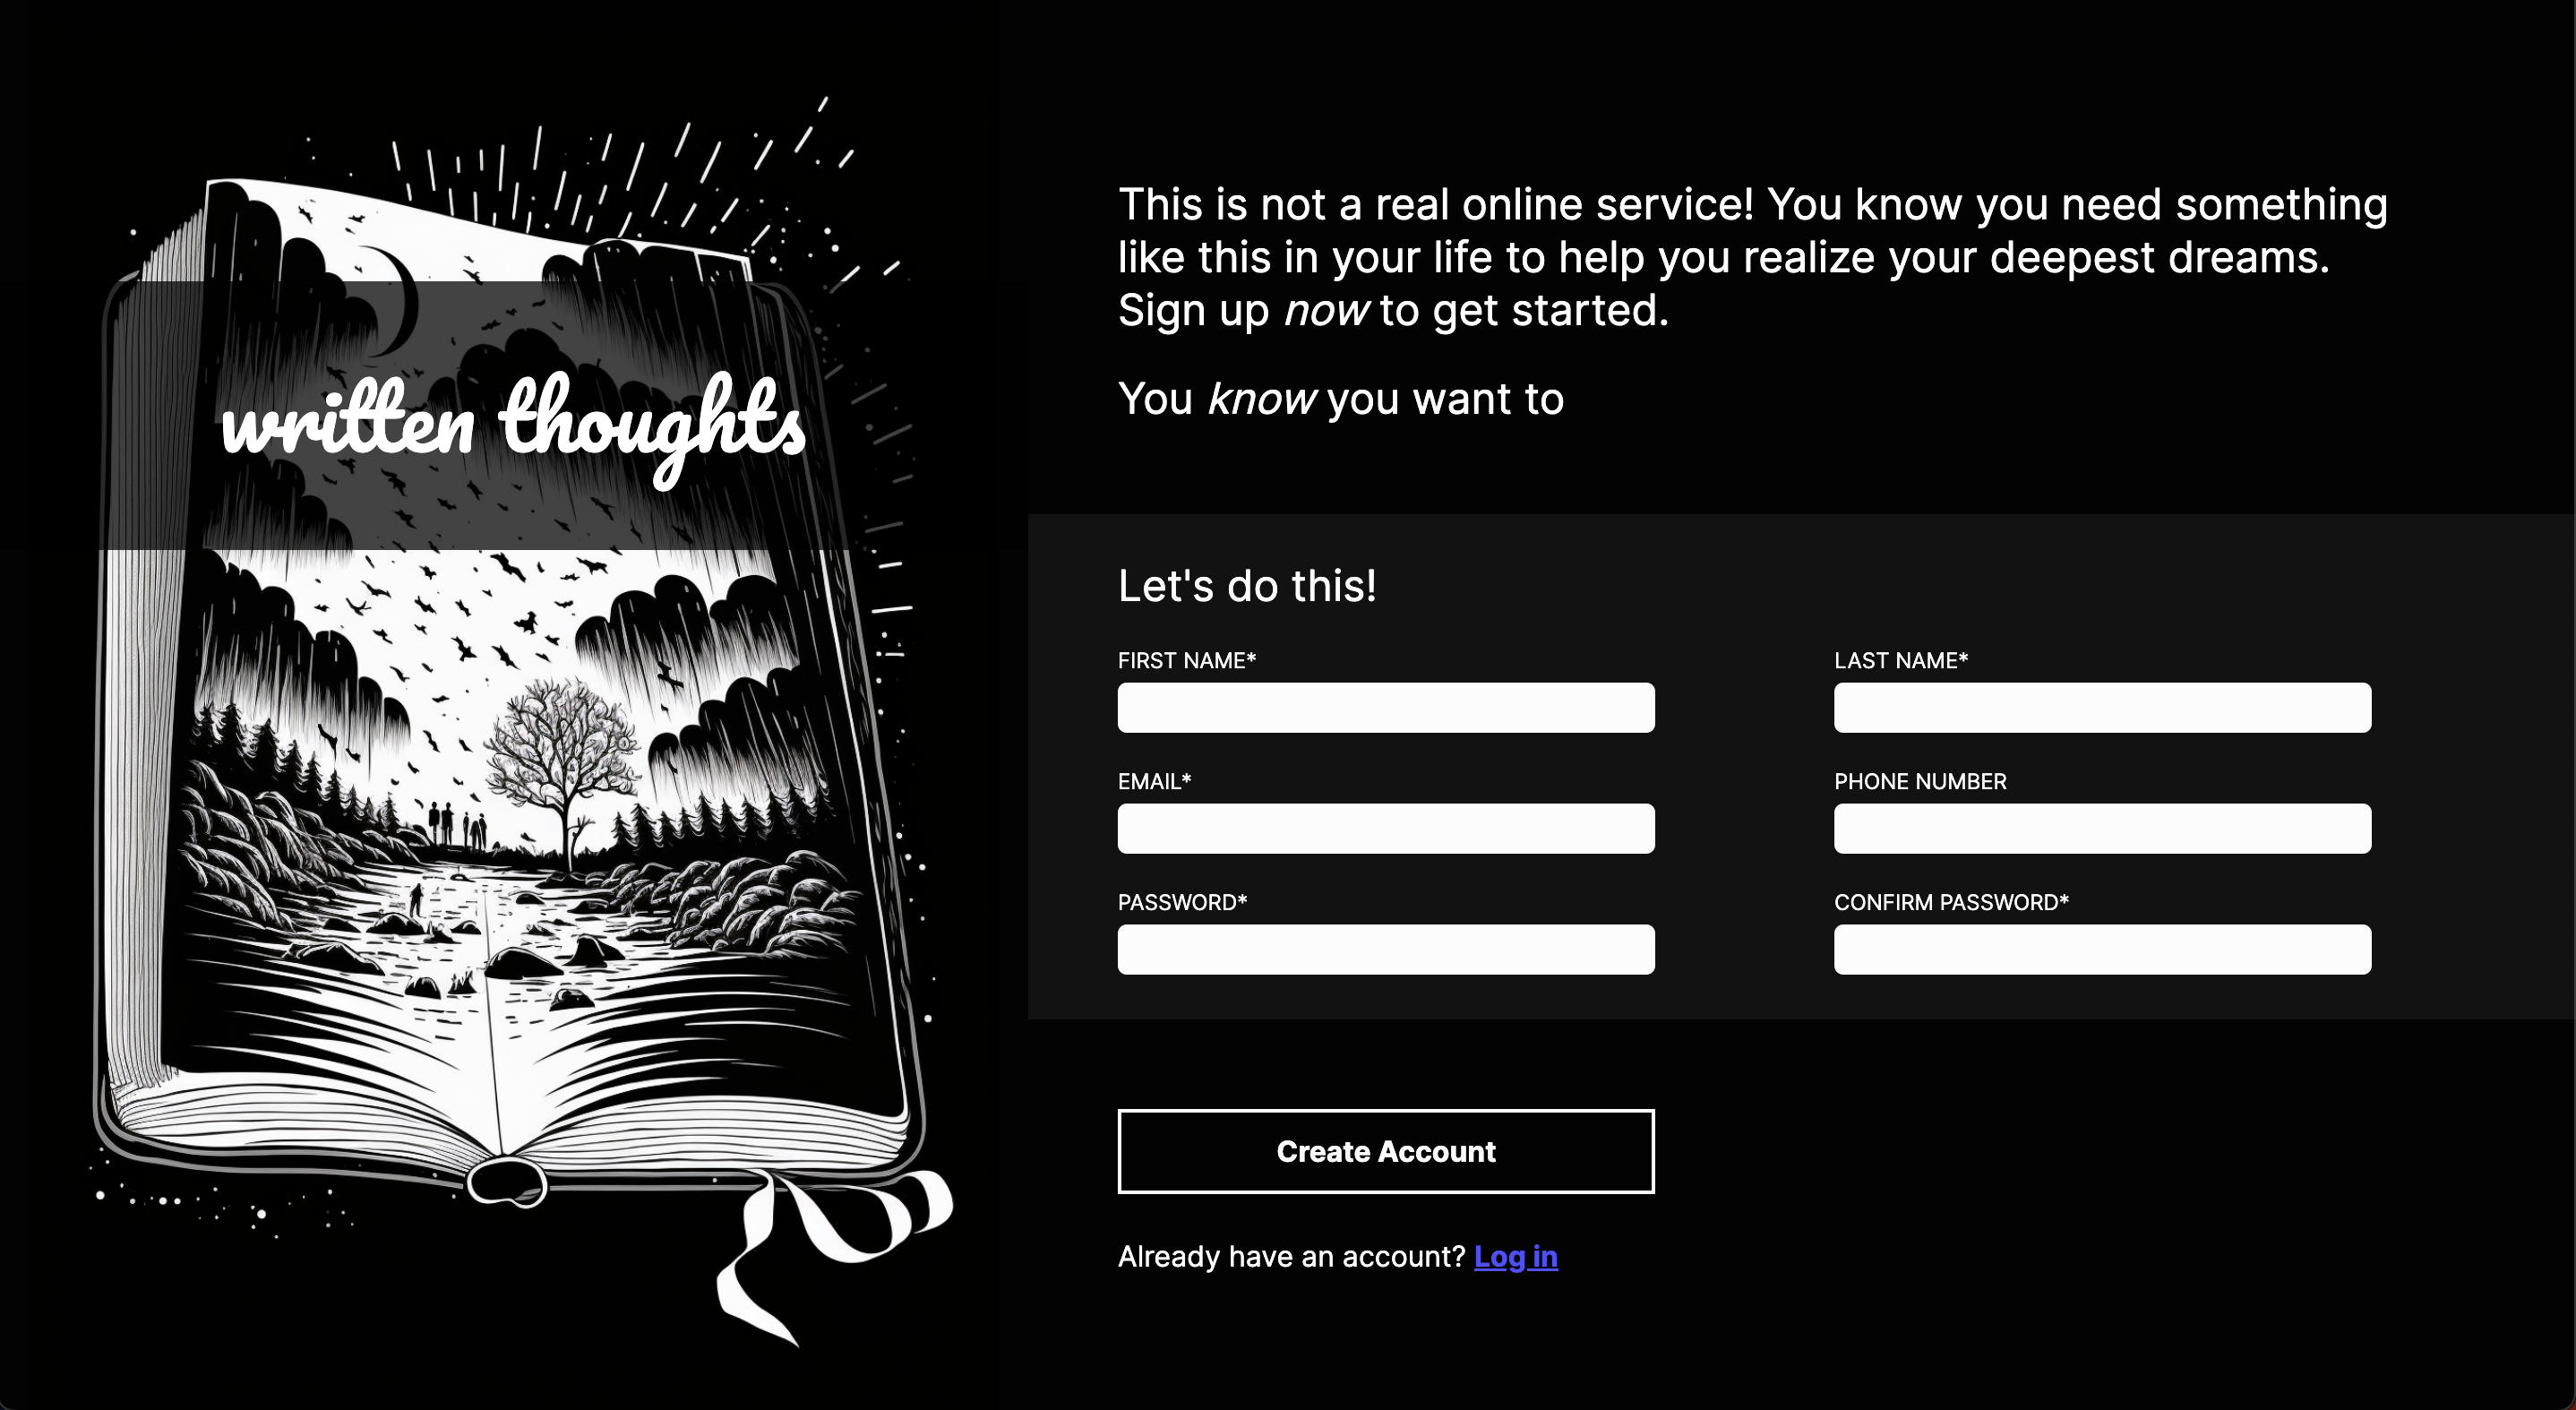 written thoughts
This is not a real online service! You know you need something
like this in your life to help you realize your deepest dreams.
Sign up now to get started.
You know you want to
Let's do this!
FIRST NAME*
LAST NAME*
EMAIL*
PHONE NUMBER
PASSWORD*
CONFIRM PASSWORD*
Create Account
Already have an account? Log in